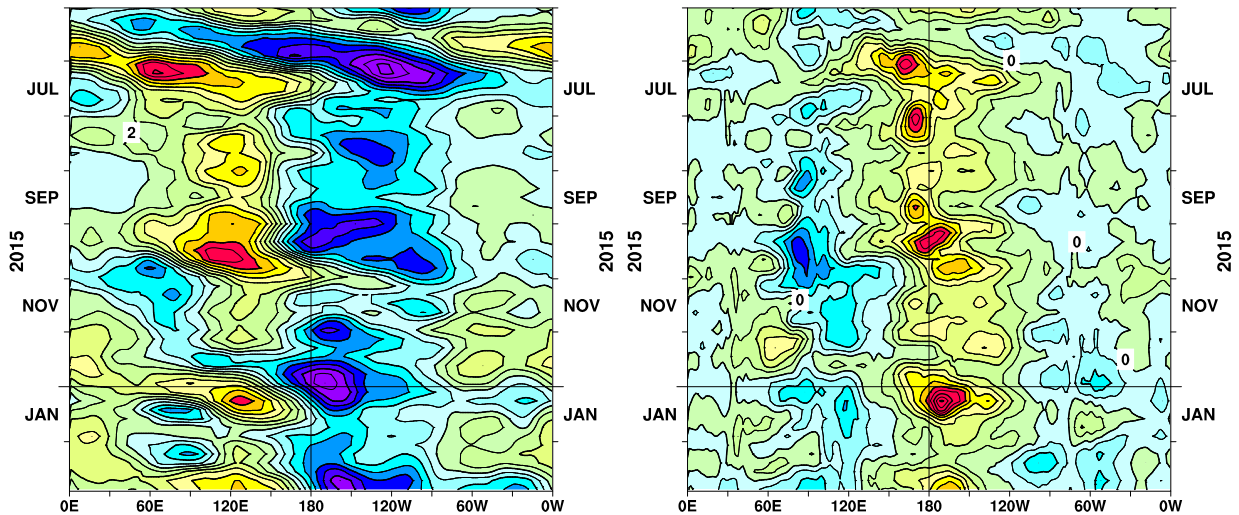 JUL JUL JUL JUL
0
2
SEP SEP SEP SEP
2015 2015 2015 2015
0
NOV NOV NOV NOV
0
0
JAN JAN JAN JAN
0E 60E 120E 180 120W 60W 0W 0E 60E 120E 180 120W 60W 0W